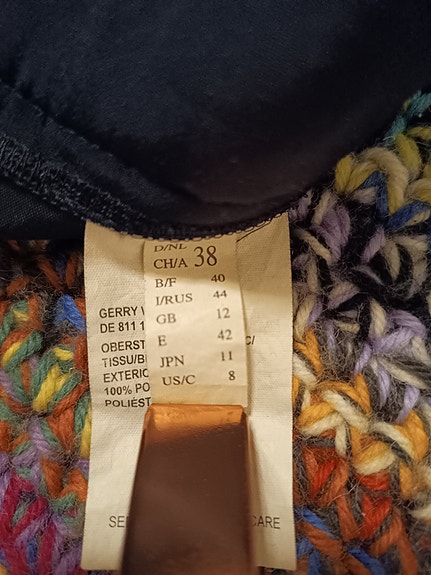 D/NL
CH/A 38
B/F 40
I/RUS 44
GB 12
E 42
JPN 11
US/C 8
GERRY
DE 811 1
OBERST
TISSU/B
EXTERIO
100% PO
POLIÉST
C/
SE
CARE